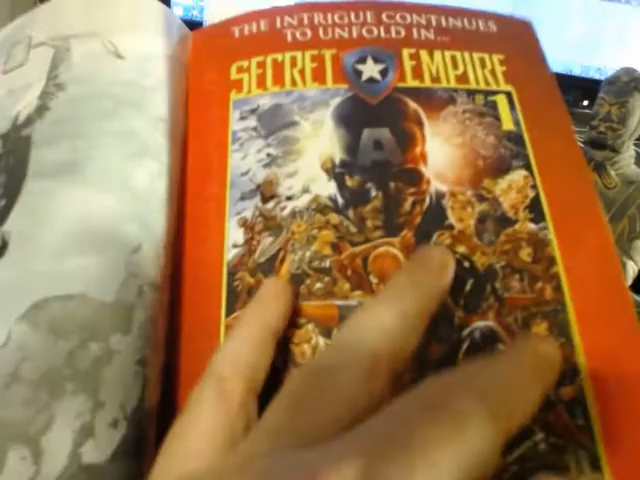 THE INTRIGUE CONTINUES
TO UNFOLD IN...
SECRET EMPIRE
#1
A